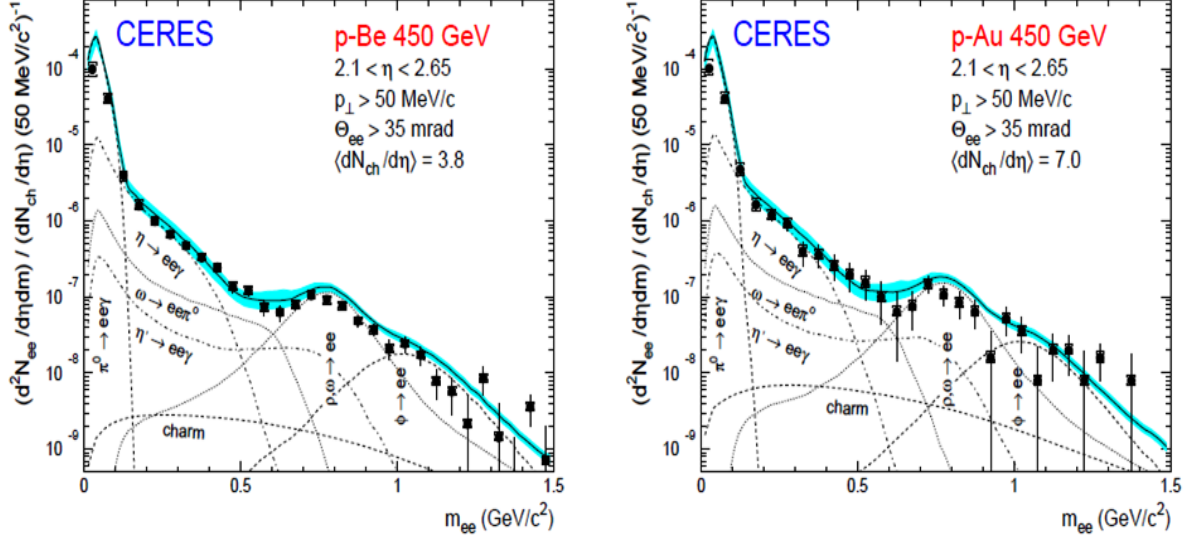 CERES
p-Be 450 GeV
2.1 < η < 2.65
p⊥ > 50 MeV/c
Θee > 35 mrad
⟨dNch/dη⟩ = 3.8
(d²Nee/dηdm) / (dNch/dη) (50 MeV/c²)⁻¹
10⁻⁴
10⁻⁵
10⁻⁶
10⁻⁷
10⁻⁸
10⁻⁹
π⁰ → eeγ
η → eeγ
ω → eeπ⁰
η' → eeγ
ρ,ω → ee
ϕ → ee
charm
0 0.5 1 1.5
mee (GeV/c²)
CERES
p-Au 450 GeV
2.1 < η < 2.65
p⊥ > 50 MeV/c
Θee > 35 mrad
⟨dNch/dη⟩ = 7.0
(d²Nee/dηdm) / (dNch/dη) (50 MeV/c²)⁻¹
10⁻⁴
10⁻⁵
10⁻⁶
10⁻⁷
10⁻⁸
10⁻⁹
π⁰ → eeγ
η → eeγ
ω → eeπ⁰
η' → eeγ
ρ,ω → ee
ϕ → ee
charm
0 0.5 1 1.5
mee (GeV/c²)